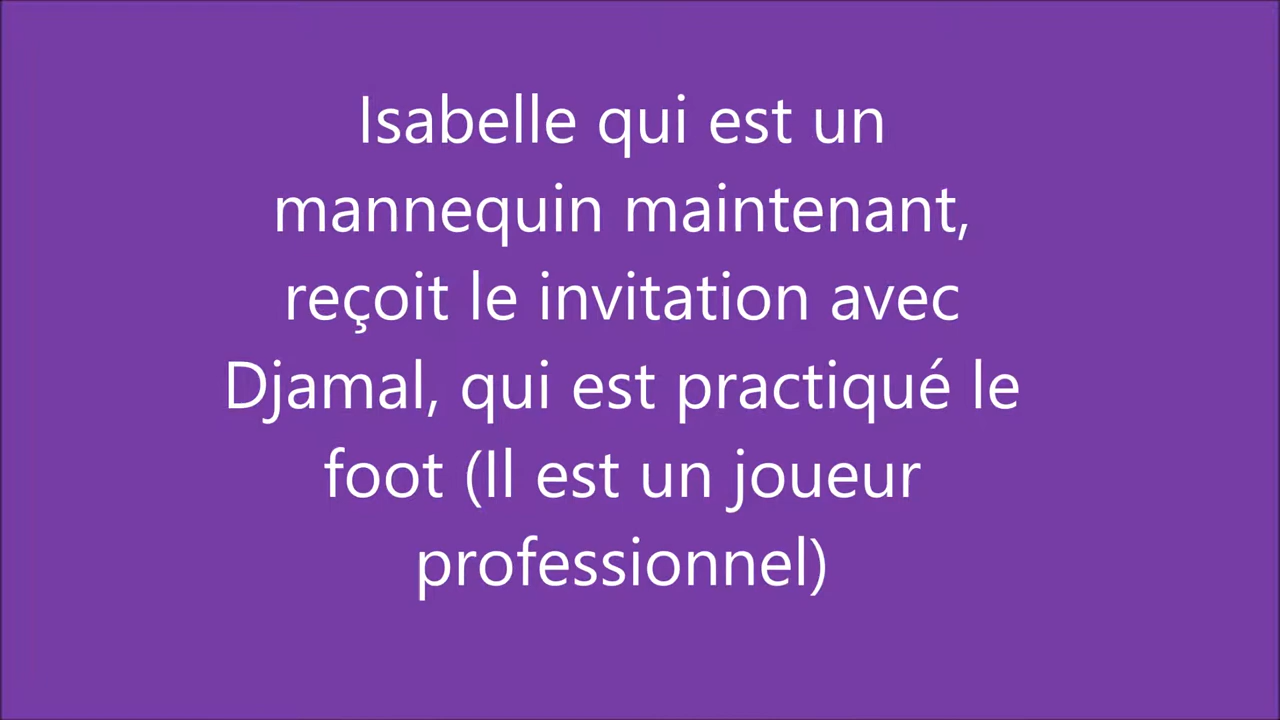 Isabelle qui est un
mannequin maintenant,
reçoit le invitation avec
Djamal, qui est practiqué le
foot (Il est un joueur
professionnel)